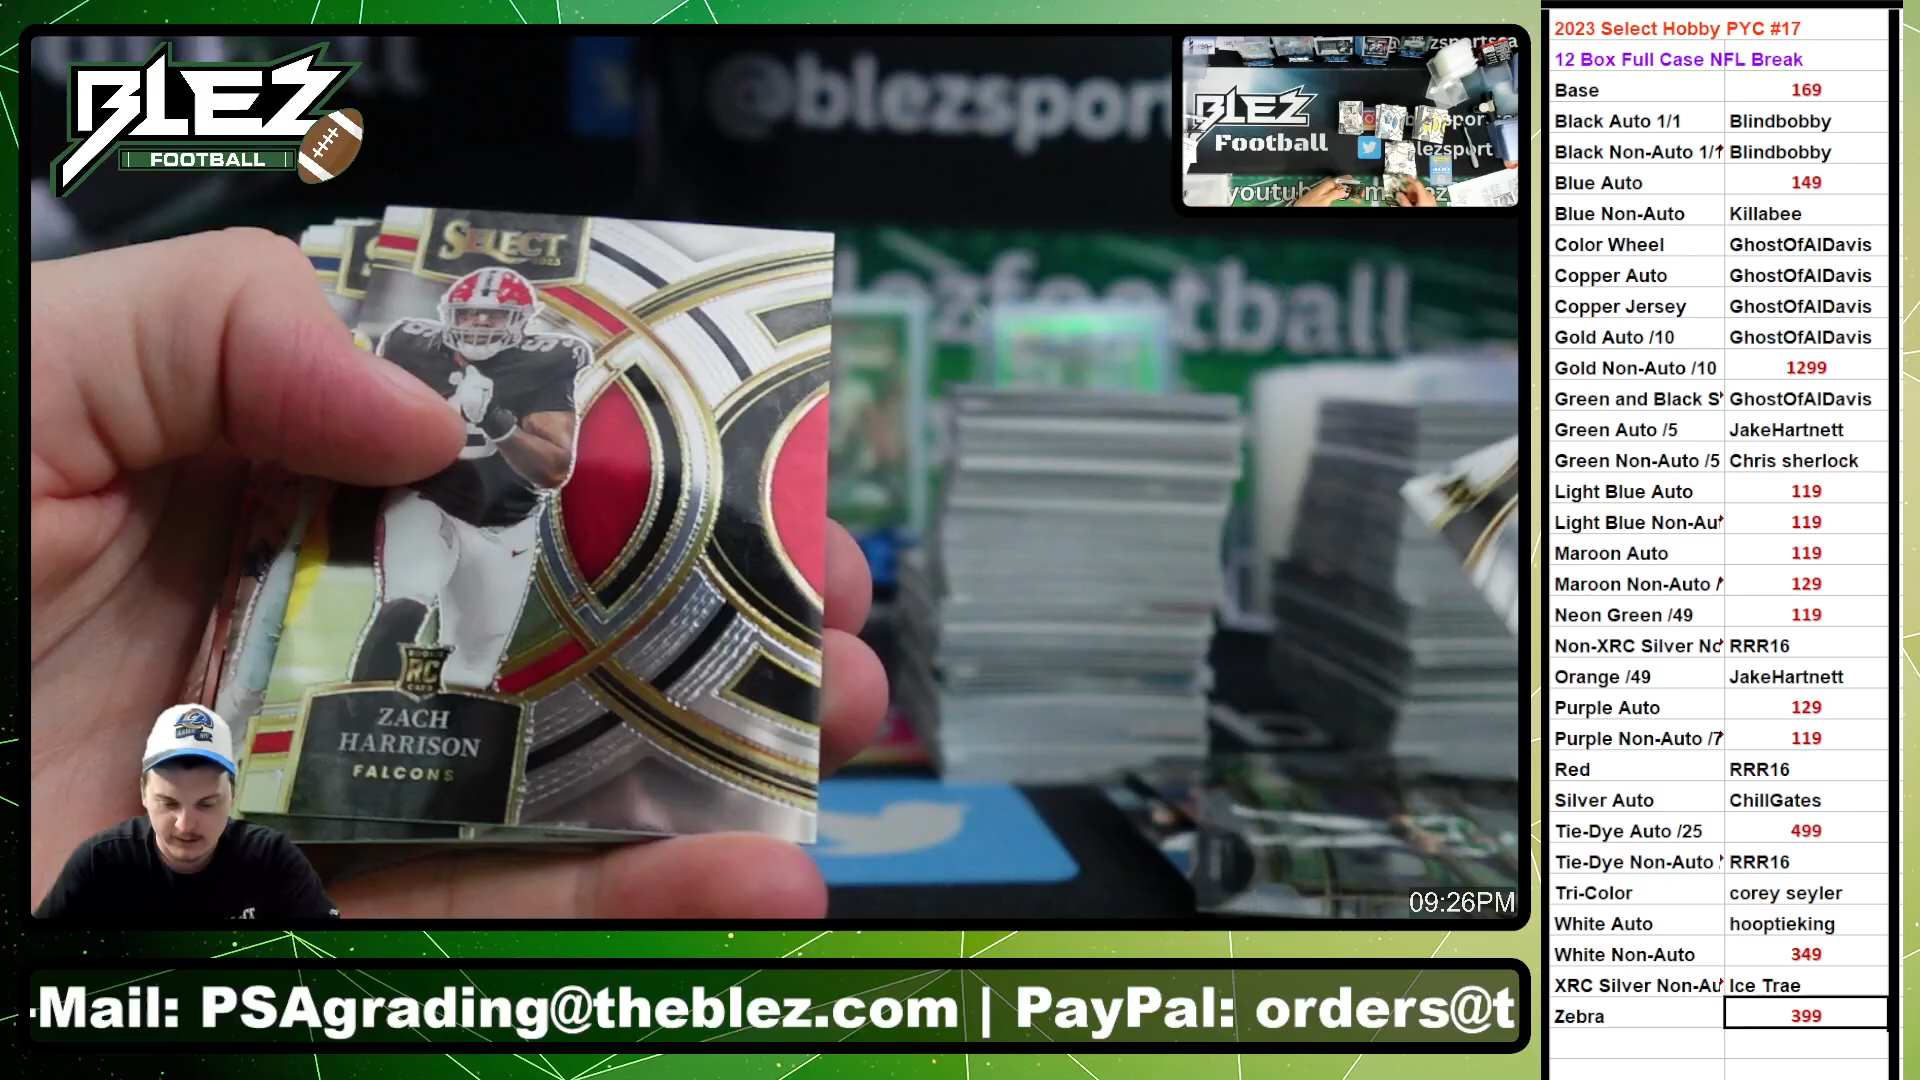 BLEZ
FOOTBALL
@blezspor
SELECT
2023
RC
ZACH
HARRISON
FALCONS
BLEZ
Football
09:26PM
Mail: PSAgrading@theblez.com | PayPal: orders@t
2023 Select Hobby PYC #17
12 Box Full Case NFL Break
Base 169
Black Auto 1/1 Blindbobby
Black Non-Auto 1/1 Blindbobby
Blue Auto 149
Blue Non-Auto Killabee
Color Wheel GhostOfAlDavis
Copper Auto GhostOfAlDavis
Copper Jersey GhostOfAlDavis
Gold Auto /10 GhostOfAlDavis
Gold Non-Auto /10 1299
Green and Black S GhostOfAlDavis
Green Auto /5 JakeHartnett
Green Non-Auto /5 Chris sherlock
Light Blue Auto 119
Light Blue Non-Au 119
Maroon Auto 119
Maroon Non-Auto / 129
Neon Green /49 119
Non-XRC Silver No RRR16
Orange /49 JakeHartnett
Purple Auto 129
Purple Non-Auto /7 119
Red RRR16
Silver Auto ChillGates
Tie-Dye Auto /25 499
Tie-Dye Non-Auto RRR16
Tri-Color corey seyler
White Auto hooptieking
White Non-Auto 349
XRC Silver Non-Au Ice Trae
Zebra 399